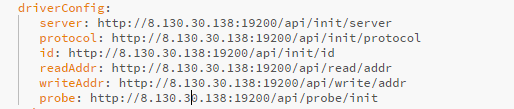 driverConfig:
server: http://8.130.30.138:19200/api/init/server
protocol: http://8.130.30.138:19200/api/init/protocol
id: http://8.130.30.138:19200/api/init/id
readAddr: http://8.130.30.138:19200/api/read/addr
writeAddr: http://8.130.30.138:19200/api/write/addr
probe: http://8.130.30.138:19200/api/probe/init